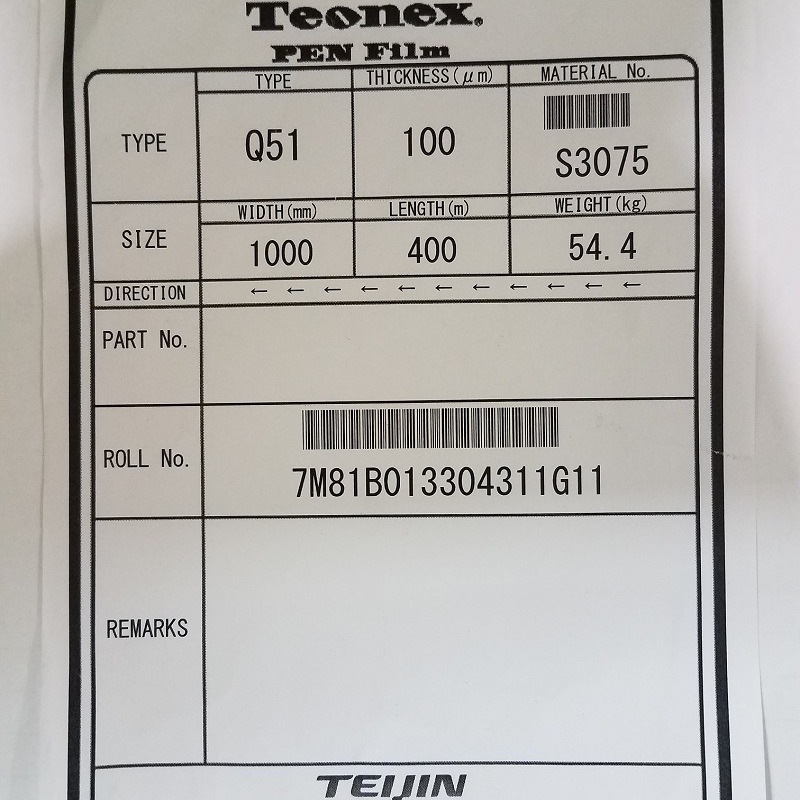 Teonex®
PEN Film
TYPE THICKNESS(μm) MATERIAL No.
TYPE Q51 100 S3075
WIDTH(mm) LENGTH(m) WEIGHT(kg)
SIZE 1000 400 54.4
DIRECTION ← ← ← ← ← ← ← ← ← ← ←
PART No.
ROLL No. 7M81B013304311G11
REMARKS
TEIJIN